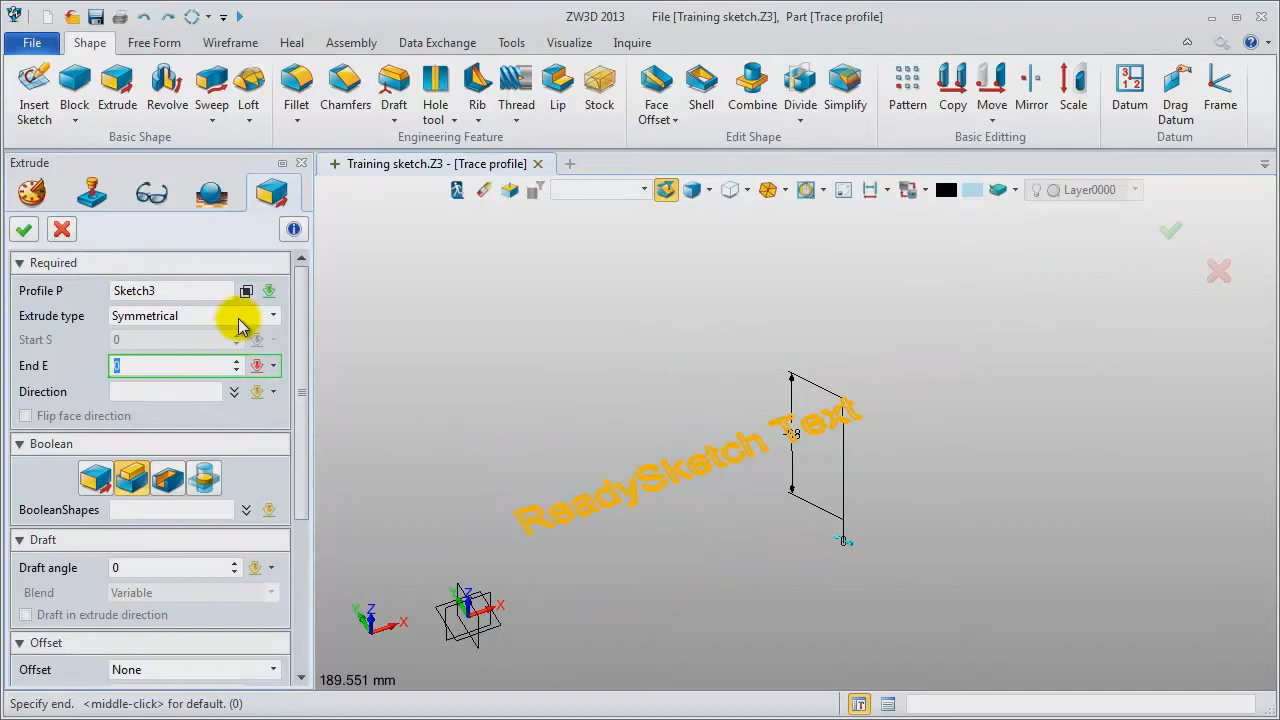 ZW3D 2013 File [Training sketch.Z3], Part [Trace profile]
File Shape Free Form Wireframe Heal Assembly Data Exchange Tools Visualize Inquire
Insert Sketch Block Extrude Revolve Sweep Loft Fillet Chamfers Draft Hole tool Rib Thread Lip Stock Face Offset Shell Combine Divide Simplify Pattern Copy Move Mirror Scale Datum Drag Datum Frame
Basic Shape Engineering Feature Edit Shape Basic Editing Datum
Extrude
Training sketch.Z3 - [Trace profile]
Layer0000
Required
Profile P Sketch3
Extrude type Symmetrical
Start S 0
End E 0
Direction
Flip face direction
Boolean
BooleanShapes
Draft
Draft angle 0
Blend Variable
Draft in extrude direction
Offset
Offset None
ReadySketch Text
Y Z X
Y Z X
189.551 mm
Specify end. <middle-click> for default. (0)